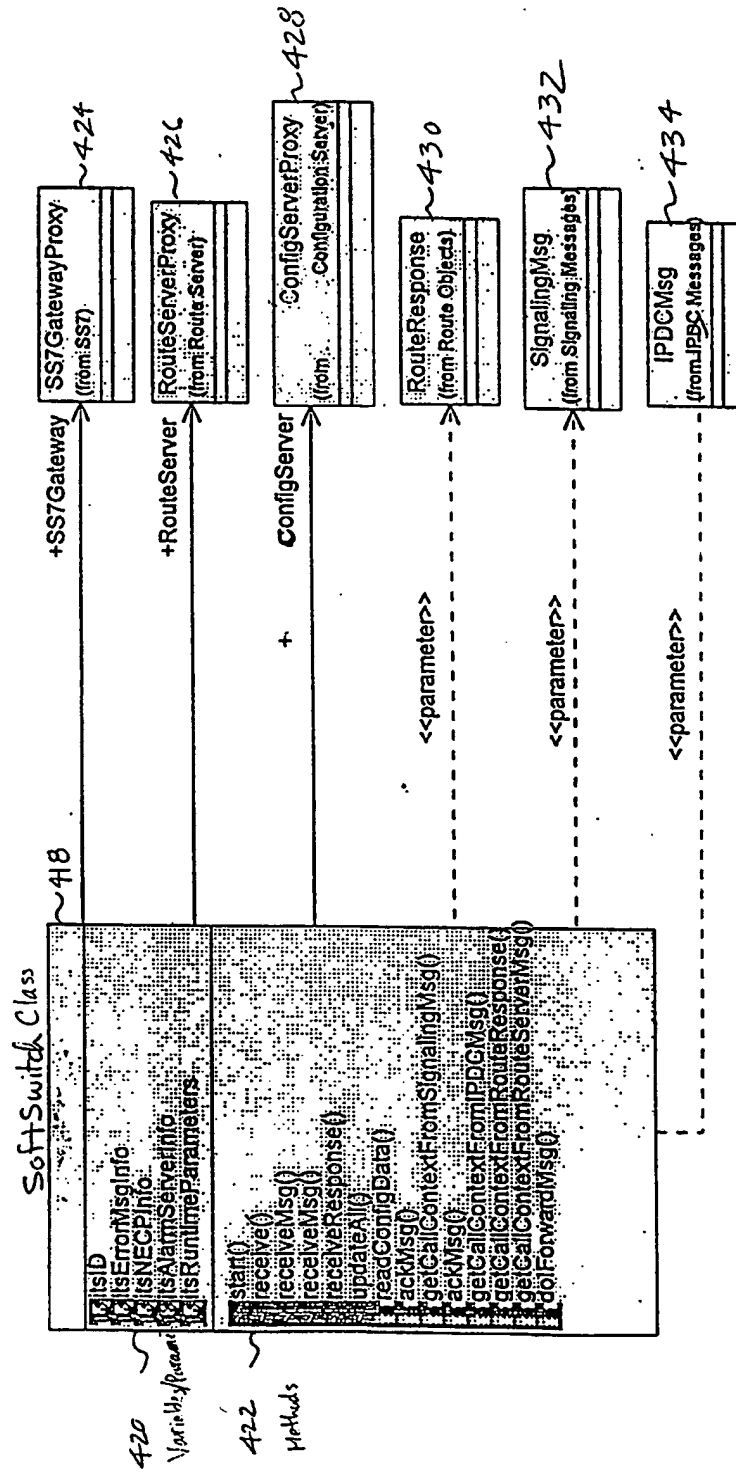 SoftSwitch Class
~418
420
Variables/Param
itsID
itsErrorMsgInfo
itsNECPInfo
itsAlarmServerInfo
itsRuntimeParameters
422
Methods
start()
receive()
receiveMsg()
receiveMsg()
receiveResponse()
updateAll()
readConfigData()
ackMsg()
getCallContextFromSignalingMsg()
ackMsg()
getCallContextFromIPDCMsg()
getCallContextFromRouteResponse()
getCallContextFromRouteServerMsg()
doForwardMsg()
+SS7Gateway
SS7GatewayProxy
(from SS7)
~424
+RouteServer
RouteServerProxy
(from Route Server)
~426
+ ConfigServer
ConfigServerProxy
(from Configuration Server)
~428
<<parameter>>
RouteResponse
(from Route Objects)
~430
<<parameter>>
SignalingMsg
(from Signaling Messages)
~432
<<parameter>>
IPDCMsg
(from IPDC Messages)
~434